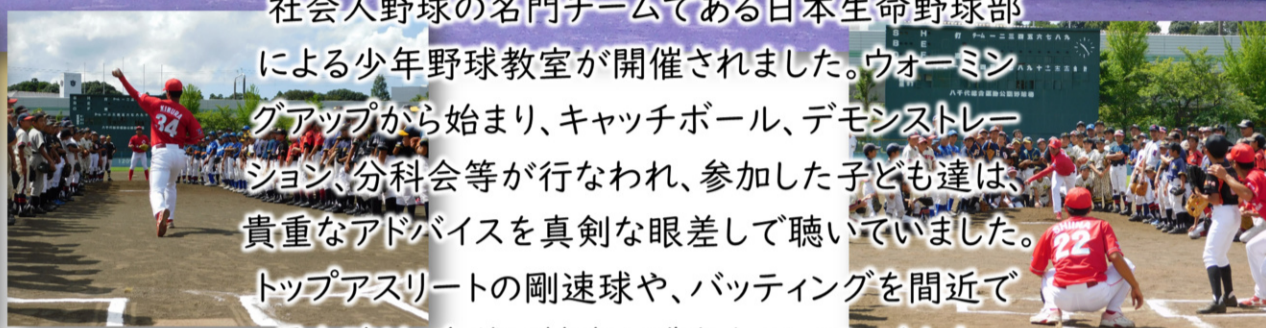 社会人野球の名門チームである日本生命野球部
による少年野球教室が開催されました。ウォーミン
グアップから始まり、キャッチボール、デモンストレー
ション、分科会等が行なわれ、参加した子ども達は、
貴重なアドバイスを真剣な眼差しで聴いていました。
トップアスリートの剛速球や、バッティングを間近で
34
22